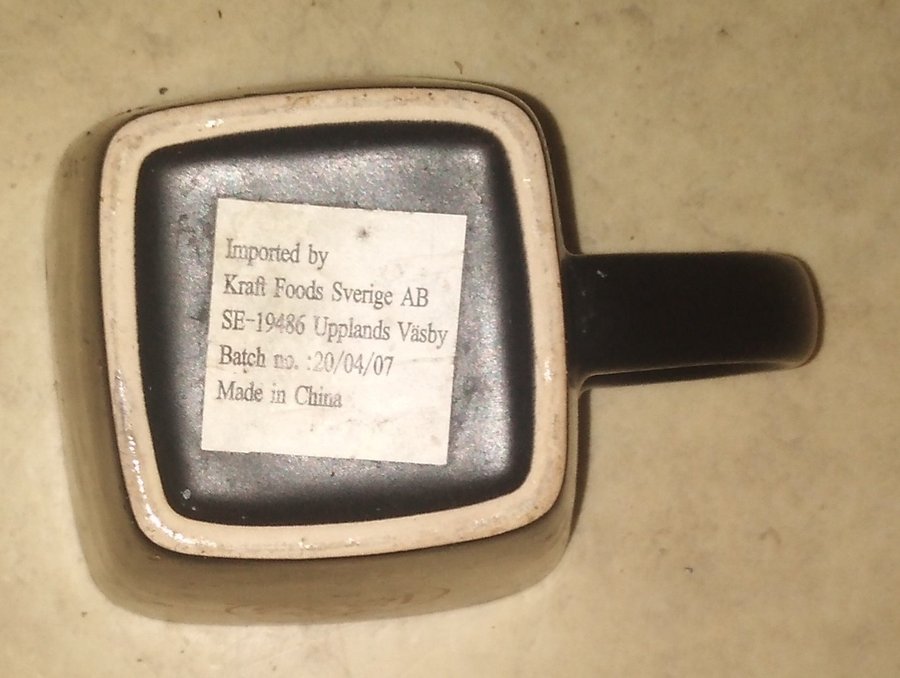 Imported by
Kraft Foods Sverige AB
SE-19486 Upplands Väsby
Batch no. :20/04/07
Made in China